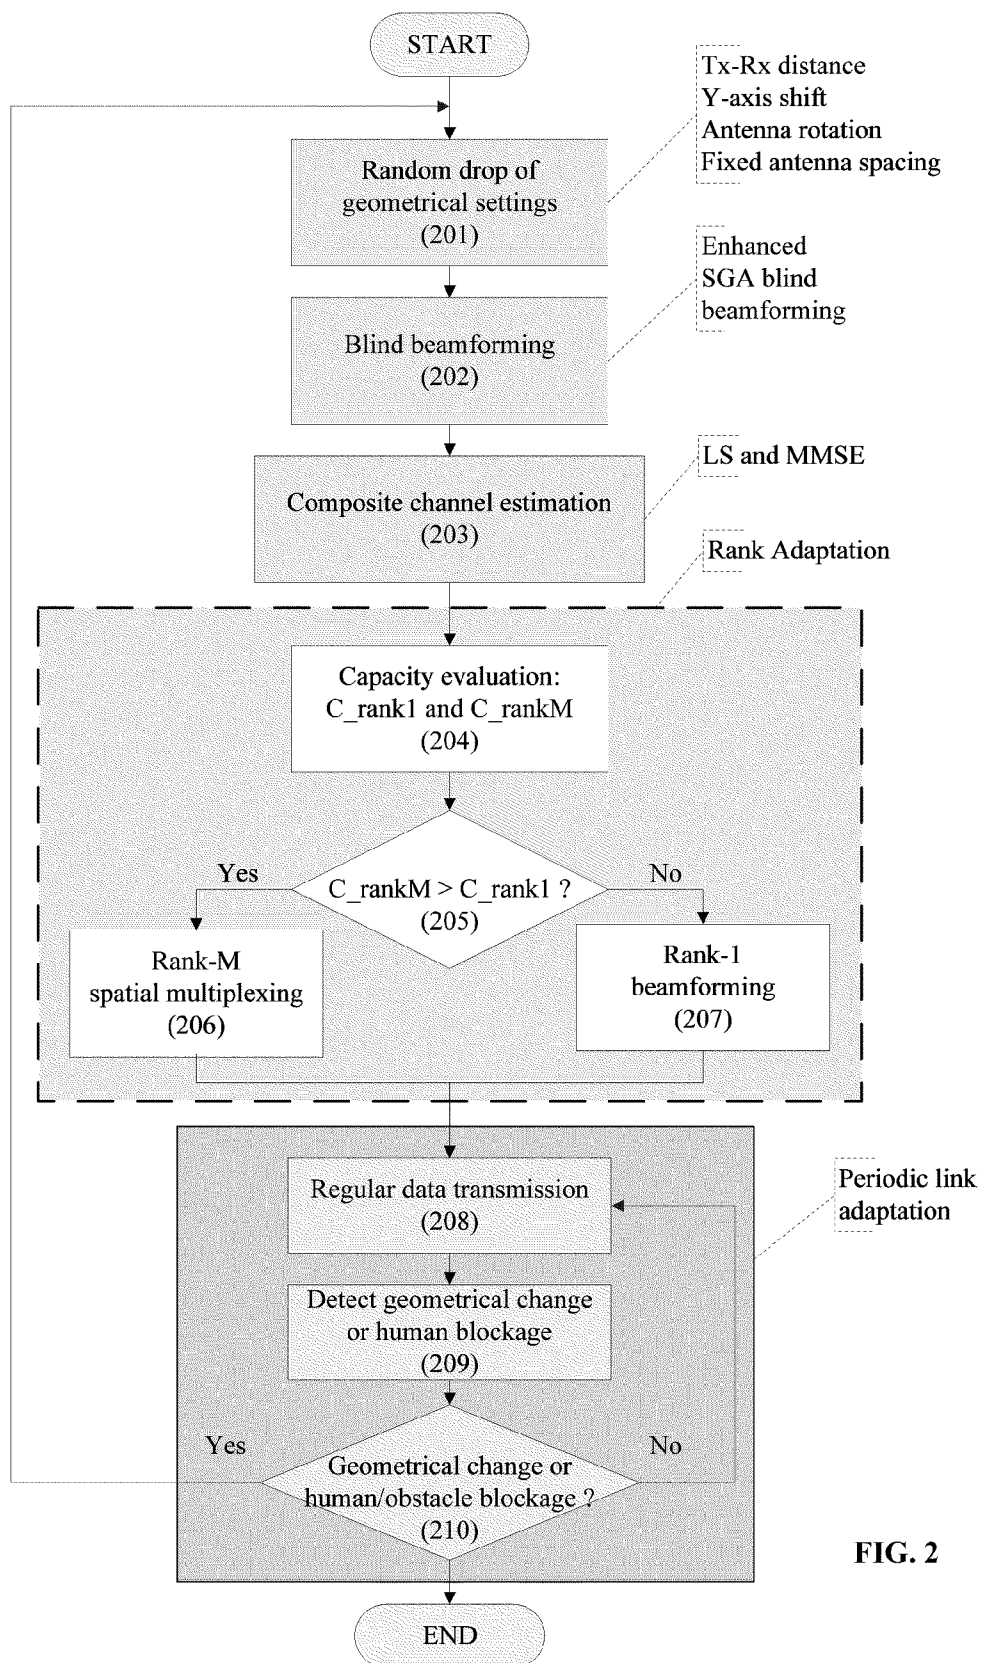 START
Tx-Rx distance
Y-axis shift
Antenna rotation
Fixed antenna spacing
Random drop of
geometrical settings
(201)
Enhanced
SGA blind
beamforming
Blind beamforming
(202)
LS and MMSE
Composite channel estimation
(203)
Rank Adaptation
Capacity evaluation:
C_rank1 and C_rankM
(204)
Yes
No
C_rankM > C_rank1 ?
(205)
Rank-M
spatial multiplexing
(206)
Rank-1
beamforming
(207)
Regular data transmission
(208)
Periodic link
adaptation
Detect geometrical change
or human blockage
(209)
Yes
No
Geometrical change or
human/obstacle blockage ?
(210)
FIG. 2
END